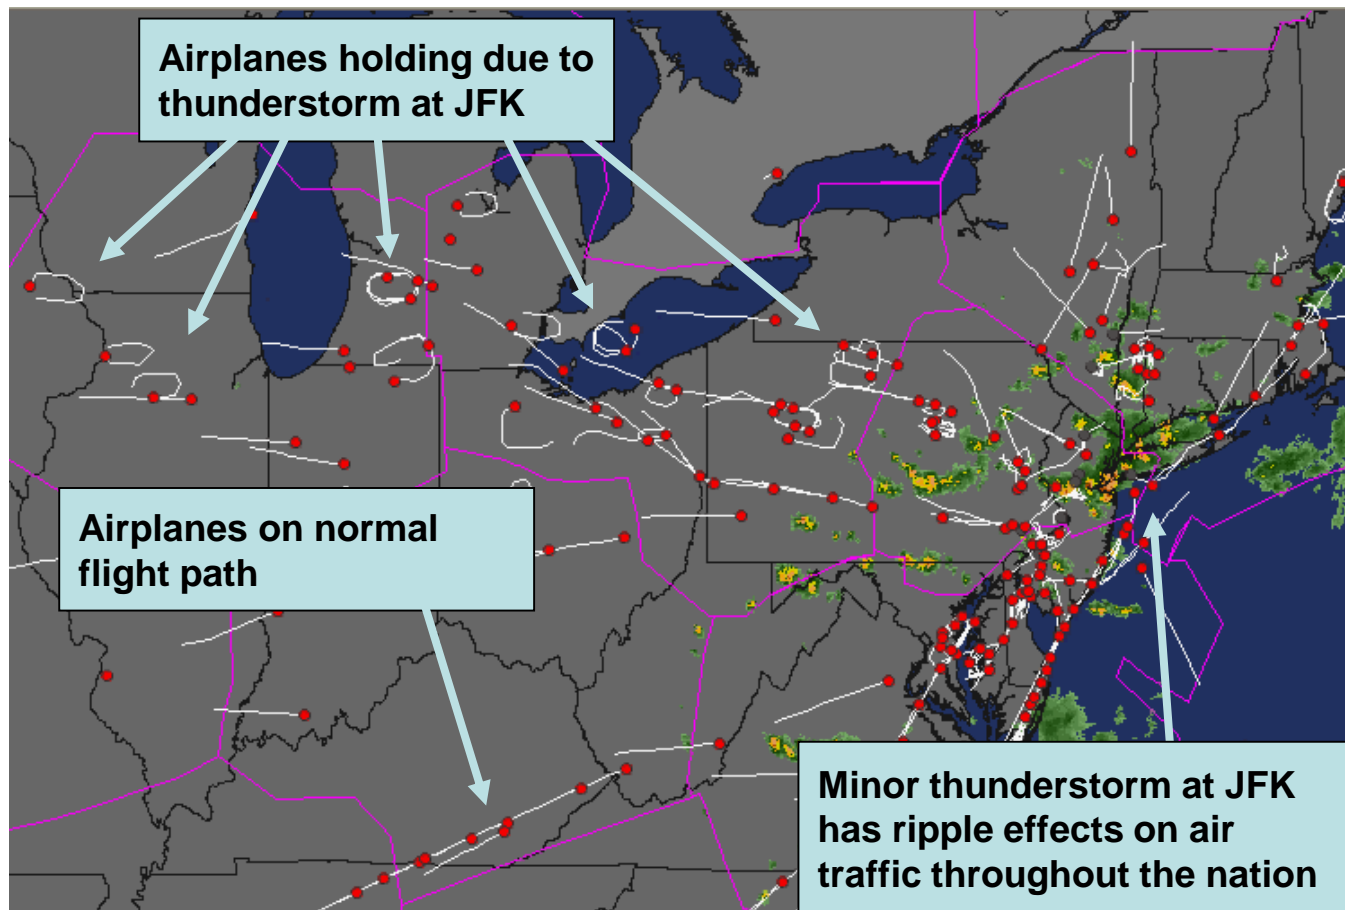 Airplanes holding due to
thunderstorm at JFK
Airplanes on normal
flight path
Minor thunderstorm at JFK
has ripple effects on air
traffic throughout the nation